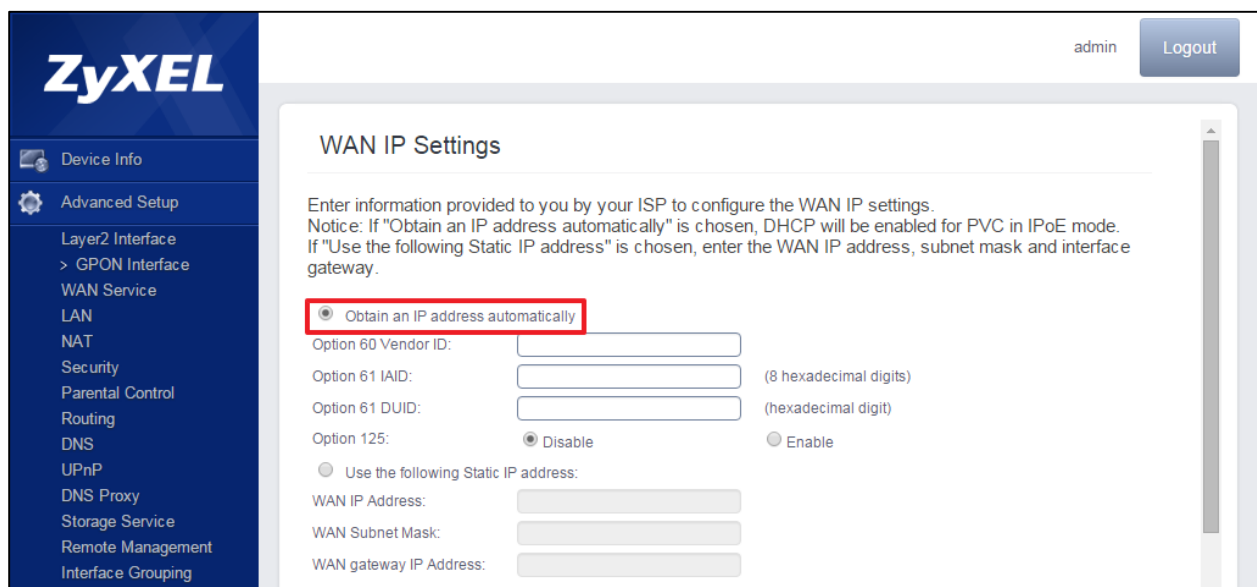 ZyXEL
admin
Logout
Device Info
Advanced Setup
Layer2 Interface
> GPON Interface
WAN Service
LAN
NAT
Security
Parental Control
Routing
DNS
UPnP
DNS Proxy
Storage Service
Remote Management
Interface Grouping
WAN IP Settings
Enter information provided to you by your ISP to configure the WAN IP settings.
Notice: If "Obtain an IP address automatically" is chosen, DHCP will be enabled for PVC in IPoE mode.
If "Use the following Static IP address" is chosen, enter the WAN IP address, subnet mask and interface
gateway.
Obtain an IP address automatically
Option 60 Vendor ID:
Option 61 IAID: (8 hexadecimal digits)
Option 61 DUID: (hexadecimal digit)
Option 125: Disable Enable
Use the following Static IP address:
WAN IP Address:
WAN Subnet Mask:
WAN gateway IP Address: